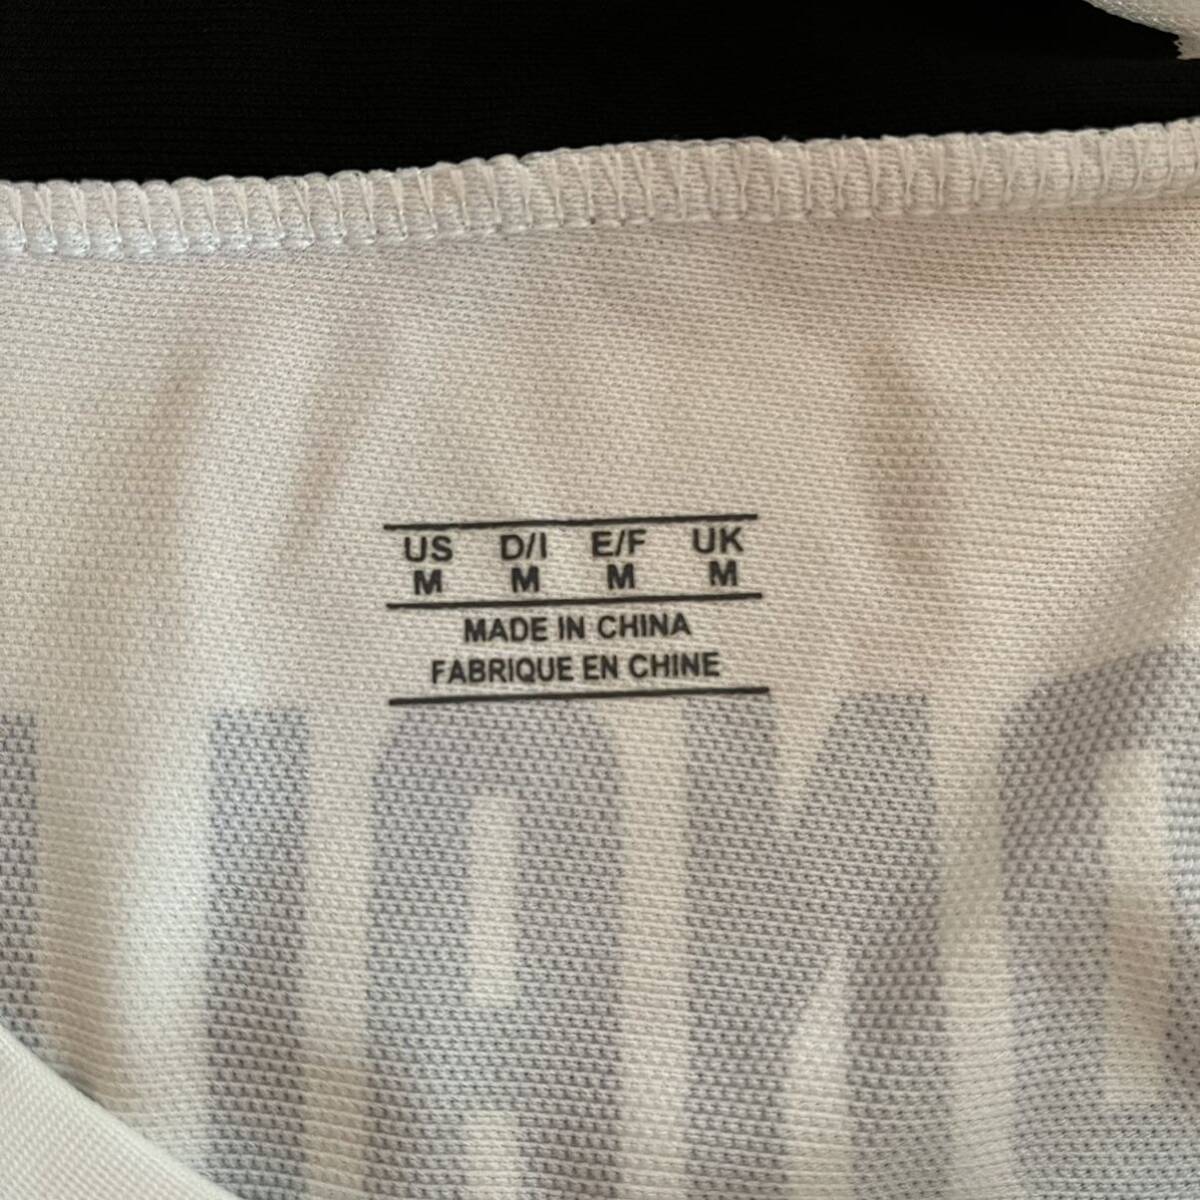 US D/I E/F UK
M M M M
MADE IN CHINA
FABRIQUE EN CHINE